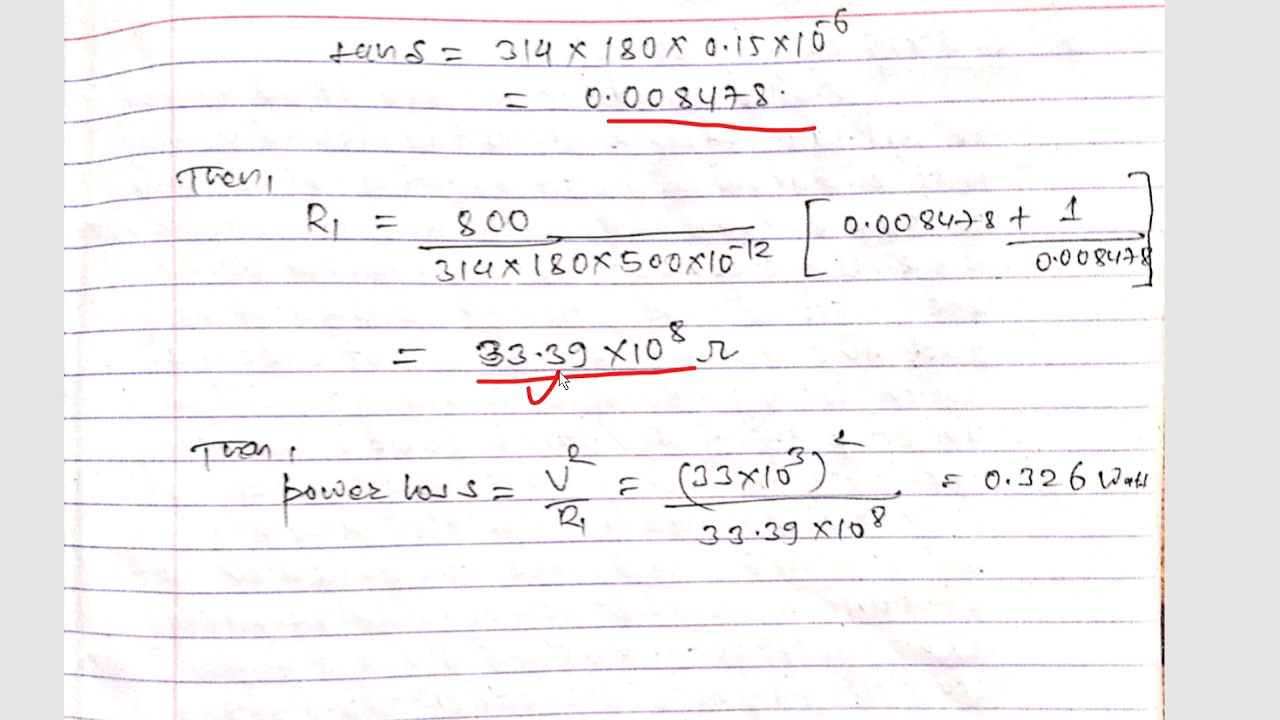 tan δ = 314 × 180 × 0.15 × 10⁻⁶
= 0.008478.
Then,
R₁ = 800 / 314 × 180 × 500 × 10⁻¹² [ 0.008478 + 1 / 0.008478 ]
= 33.39 × 10⁸ Ω
Then,
power loss = V² / R₁ = (33 × 10³)² / 33.39 × 10⁸ = 0.326 Watt